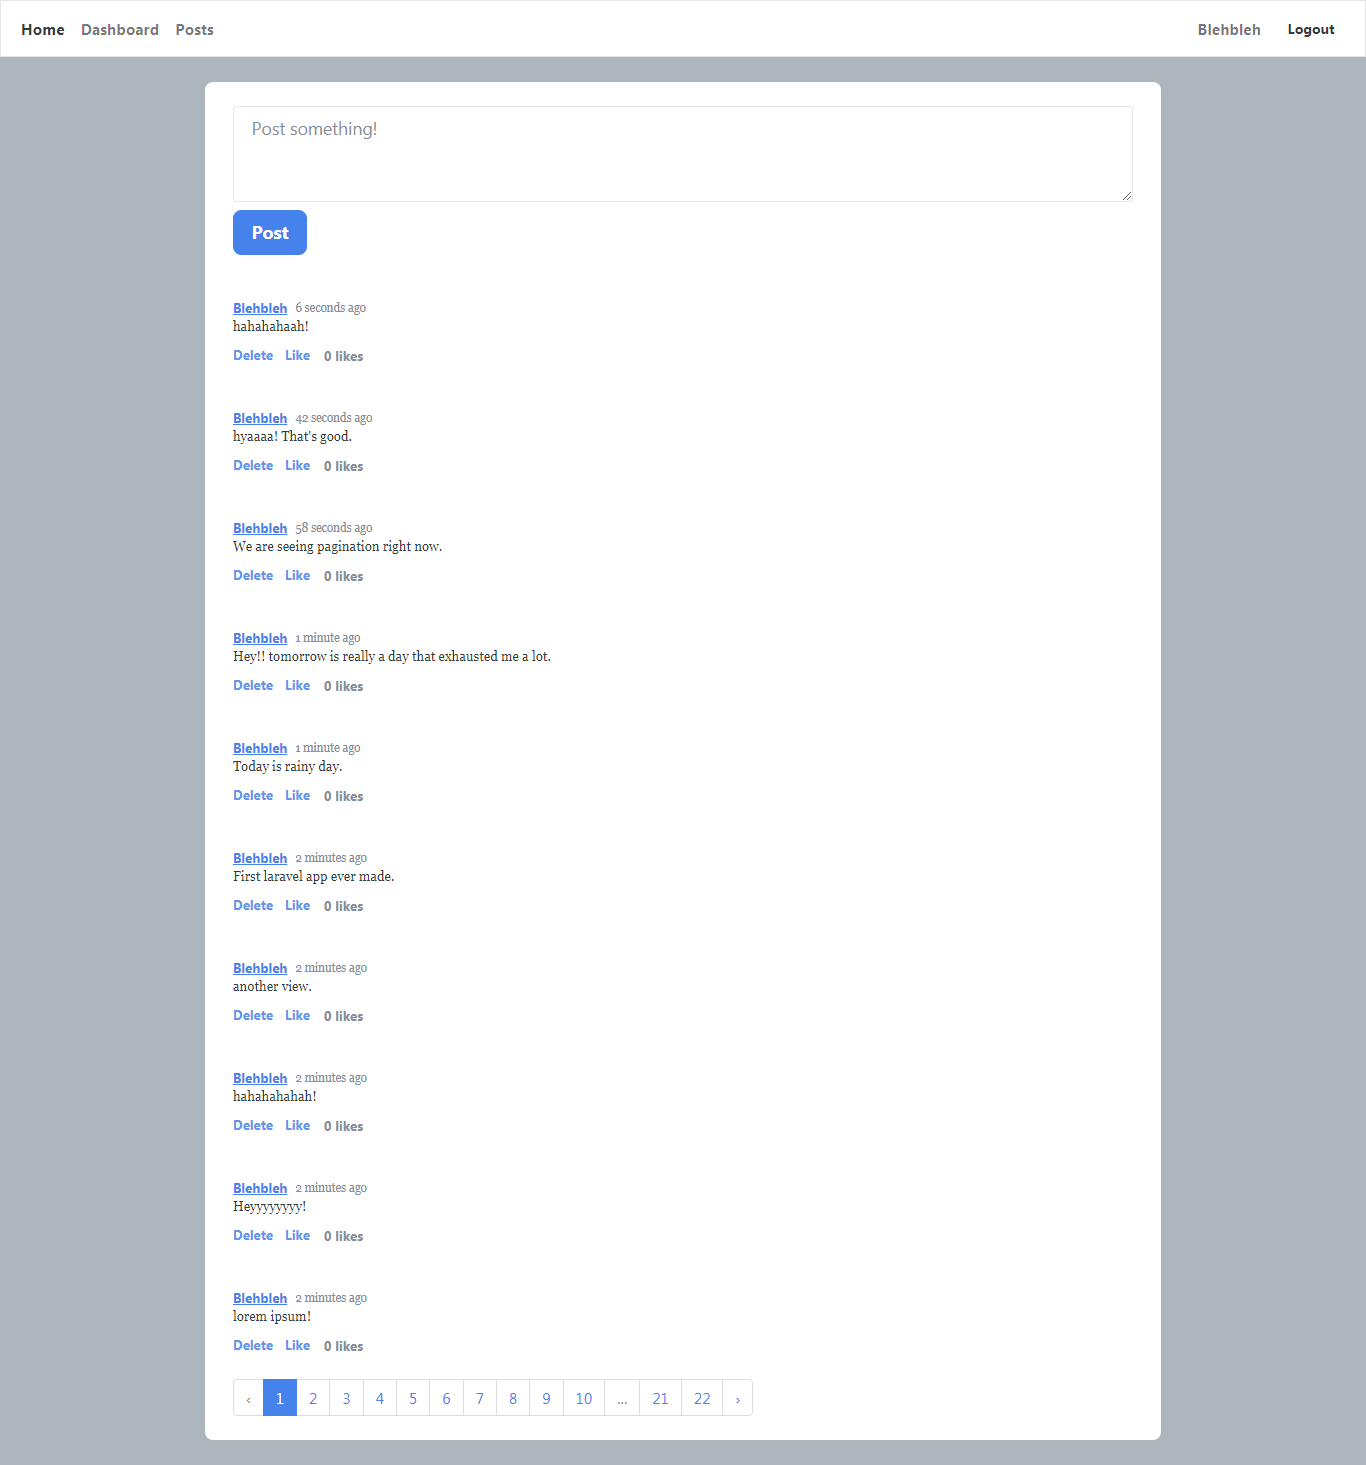 Home Dashboard Posts Blehbleh Logout
Post something!
Post
Blehbleh 6 seconds ago
hahahahaah!
Delete Like 0 likes
Blehbleh 42 seconds ago
hyaaaa! That's good.
Delete Like 0 likes
Blehbleh 58 seconds ago
We are seeing pagination right now.
Delete Like 0 likes
Blehbleh 1 minute ago
Hey!! tomorrow is really a day that exhausted me a lot.
Delete Like 0 likes
Blehbleh 1 minute ago
Today is rainy day.
Delete Like 0 likes
Blehbleh 2 minutes ago
First laravel app ever made.
Delete Like 0 likes
Blehbleh 2 minutes ago
another view.
Delete Like 0 likes
Blehbleh 2 minutes ago
hahahahahah!
Delete Like 0 likes
Blehbleh 2 minutes ago
Heyyyyyyyy!
Delete Like 0 likes
Blehbleh 2 minutes ago
lorem ipsum!
Delete Like 0 likes
‹ 1 2 3 4 5 6 7 8 9 10 ... 21 22 ›